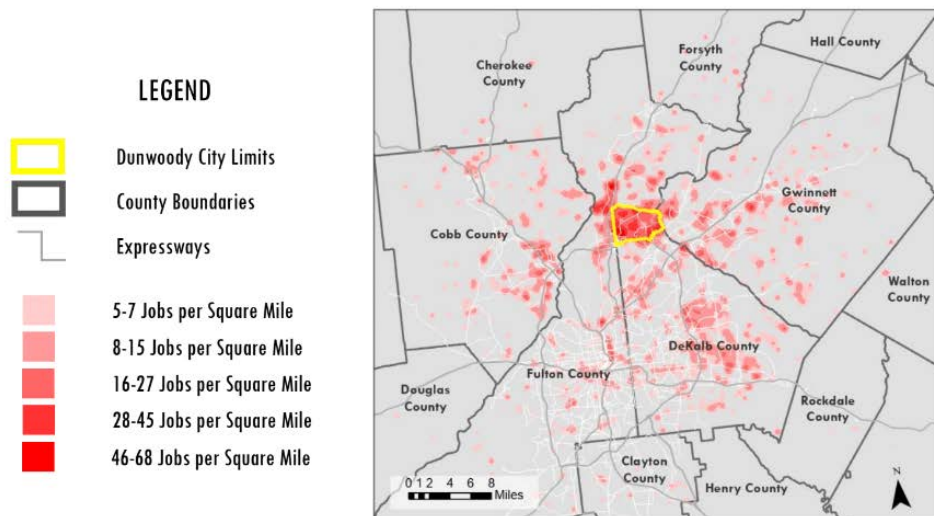 LEGEND
Dunwoody City Limits
County Boundaries
Expressways
5-7 Jobs per Square Mile
8-15 Jobs per Square Mile
16-27 Jobs per Square Mile
28-45 Jobs per Square Mile
46-68 Jobs per Square Mile
Hall County
Forsyth
County
Cherokee
County
Gwinnett
County
Cobb County
Walton
County
DeKalb County
Fulton County
Douglas
County
Rockdale
County
Clayton
County
Henry County
N
0 1 2 4 6 8
Miles